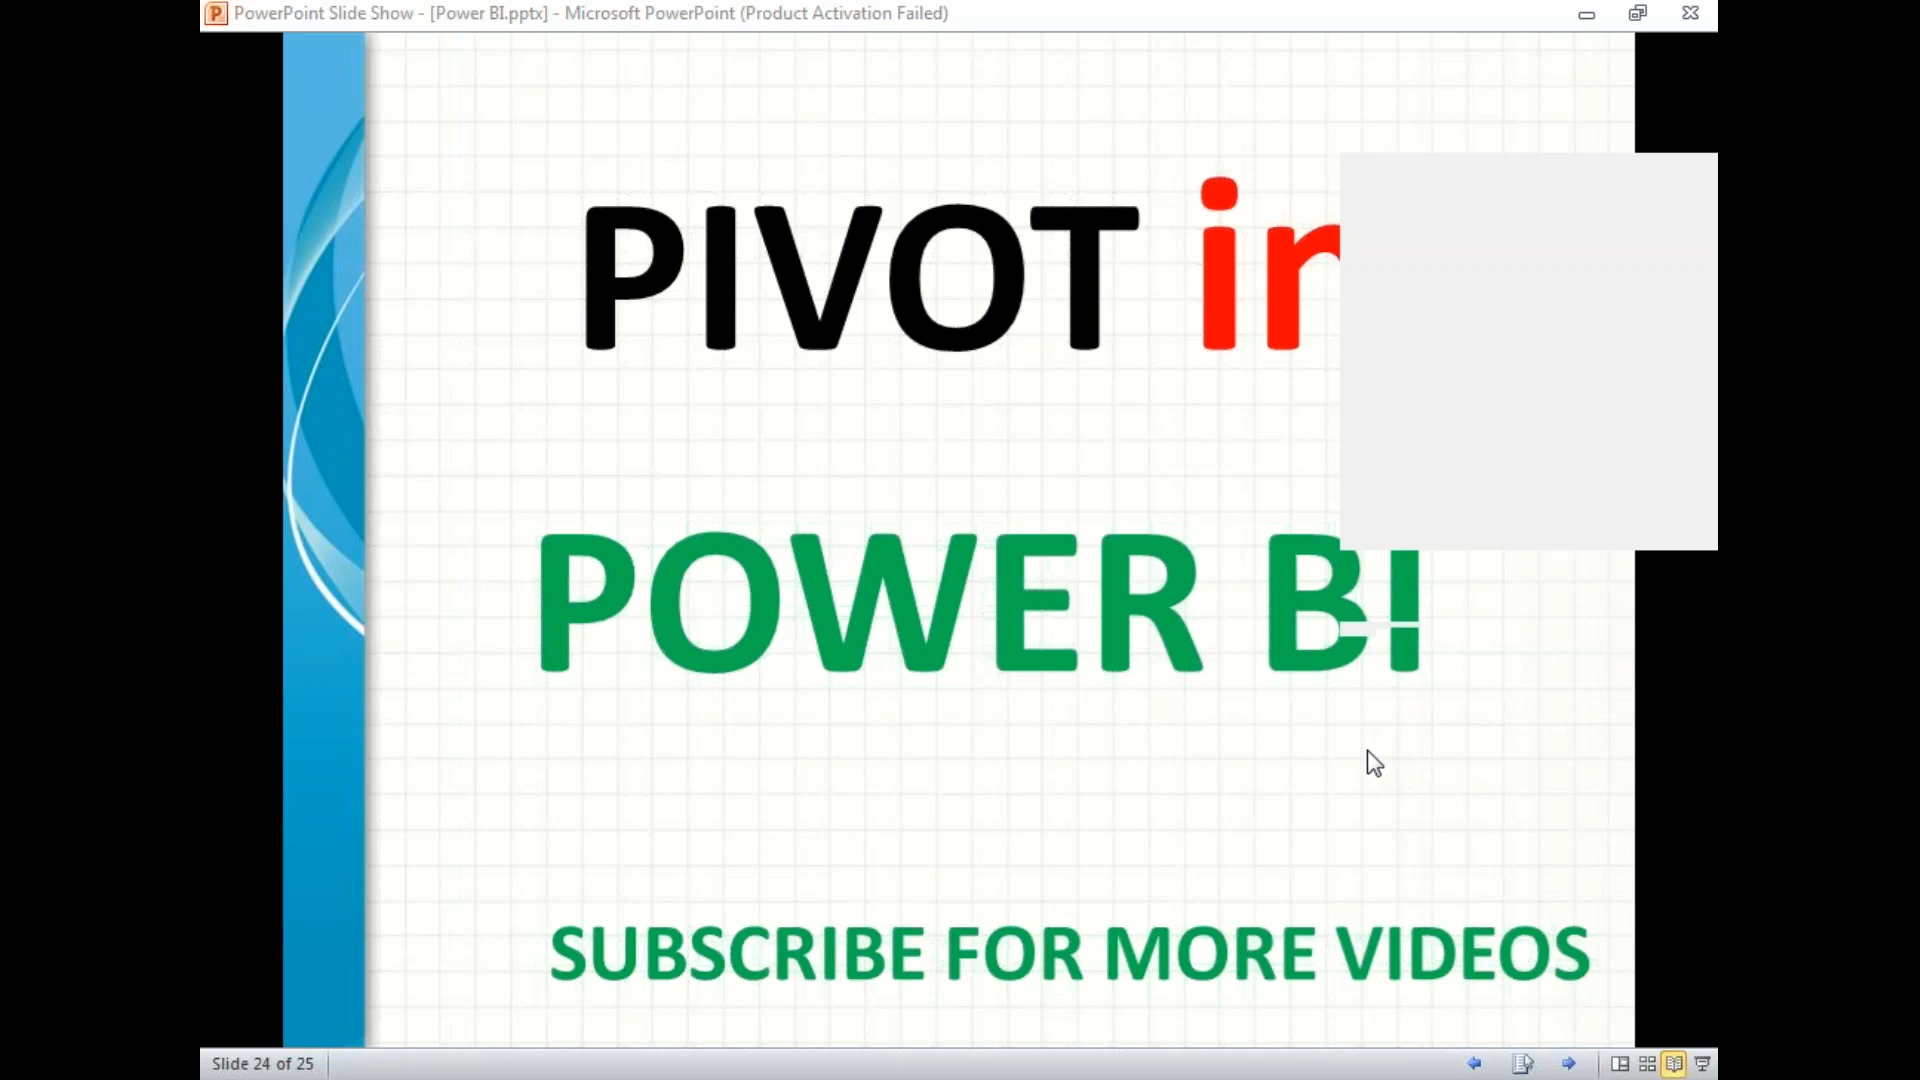 PowerPoint Slide Show - [Power BI.pptx] - Microsoft PowerPoint (Product Activation Failed)
PIVOT in
POWER BI
SUBSCRIBE FOR MORE VIDEOS
Slide 24 of 25